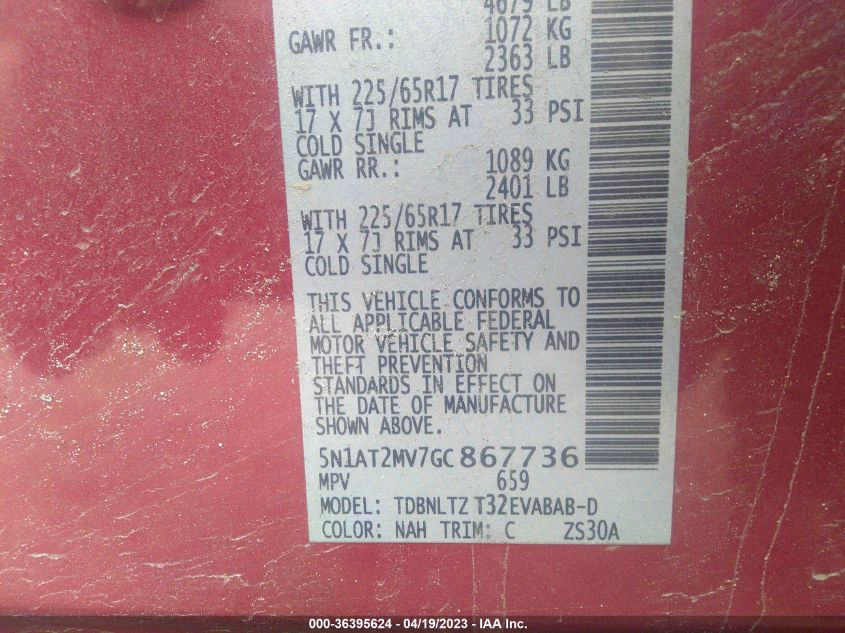 4679 LB
GAWR FR.: 1072 KG
2363 LB
WITH 225/65R17 TIRES
17 X 7J RIMS AT 33 PSI
COLD SINGLE
GAWR RR.: 1089 KG
2401 LB
WITH 225/65R17 TIRES
17 X 7J RIMS AT 33 PSI
COLD SINGLE
THIS VEHICLE CONFORMS TO
ALL APPLICABLE FEDERAL
MOTOR VEHICLE SAFETY AND
THEFT PREVENTION
STANDARDS IN EFFECT ON
THE DATE OF MANUFACTURE
SHOWN ABOVE.
5N1AT2MV7GC867736
MPV 659
MODEL: TDBNLTZ T32EVABAB-D
COLOR: NAH TRIM: C ZS30A
000-36395624 - 04/19/2023 - IAA Inc.